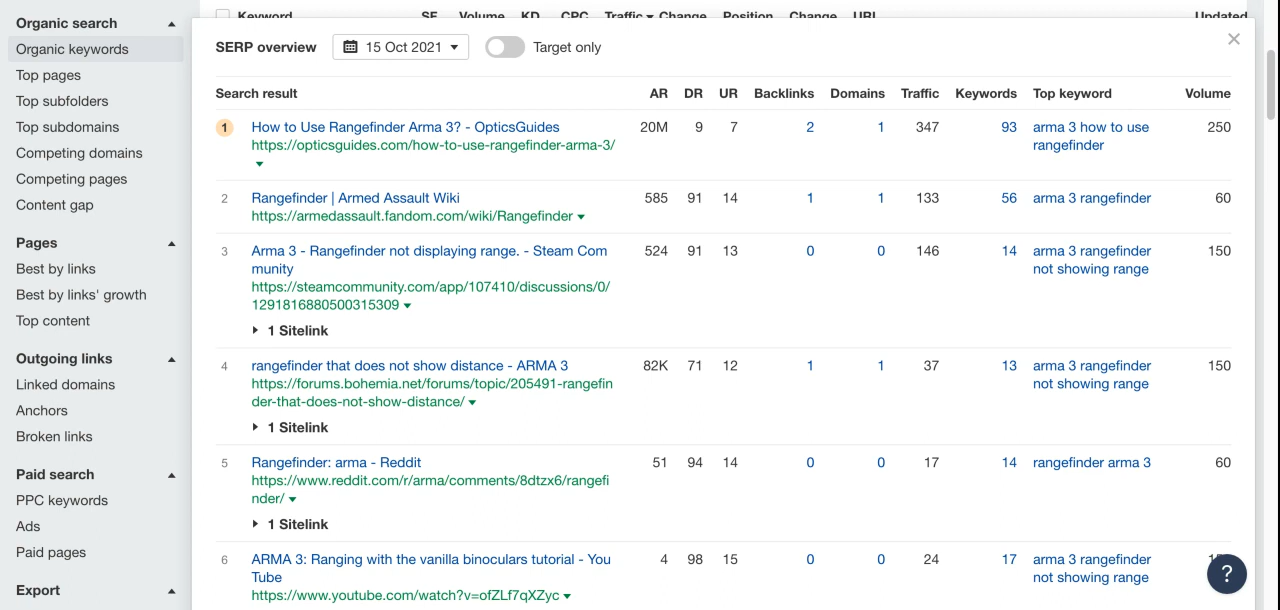 Organic search
Organic keywords
Top pages
Top subfolders
Top subdomains
Competing domains
Competing pages
Content gap
Pages
Best by links
Best by links' growth
Top content
Outgoing links
Linked domains
Anchors
Broken links
Paid search
PPC keywords
Ads
Paid pages
Export
Keyword SF Volume KD CPC Traffic Change Position Change URL Updated
SERP overview 15 Oct 2021 Target only
Search result AR DR UR Backlinks Domains Traffic Keywords Top keyword Volume
1 How to Use Rangefinder Arma 3? - OpticsGuides 20M 9 7 2 1 347 93 arma 3 how to use 250
https://opticsguides.com/how-to-use-rangefinder-arma-3/ rangefinder
2 Rangefinder | Armed Assault Wiki 585 91 14 1 1 133 56 arma 3 rangefinder 60
https://armedassault.fandom.com/wiki/Rangefinder
3 Arma 3 - Rangefinder not displaying range. - Steam Com 524 91 13 0 0 146 14 arma 3 rangefinder 150
munity not showing range
https://steamcommunity.com/app/107410/discussions/0/
1291816880500315309
1 Sitelink
4 rangefinder that does not show distance - ARMA 3 82K 71 12 1 1 37 13 arma 3 rangefinder 150
https://forums.bohemia.net/forums/topic/205491-rangefin not showing range
der-that-does-not-show-distance/
1 Sitelink
5 Rangefinder: arma - Reddit 51 94 14 0 0 17 14 rangefinder arma 3 60
https://www.reddit.com/r/arma/comments/8dtzx6/rangefi
nder/
1 Sitelink
6 ARMA 3: Ranging with the vanilla binoculars tutorial - You 4 98 15 0 0 24 17 arma 3 rangefinder
Tube not showing range
https://www.youtube.com/watch?v=ofZLf7qXZyc
?